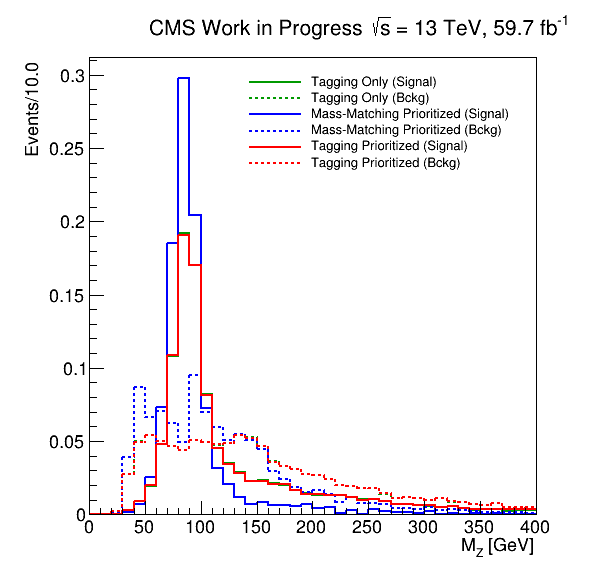 CMS Work in Progress √s = 13 TeV, 59.7 fb⁻¹
Events/10.0
0.3
0.25
0.2
0.15
0.1
0.05
0
Tagging Only (Signal)
Tagging Only (Bckg)
Mass-Matching Prioritized (Signal)
Mass-Matching Prioritized (Bckg)
Tagging Prioritized (Signal)
Tagging Prioritized (Bckg)
0 50 100 150 200 250 300 350 400
M_Z [GeV]